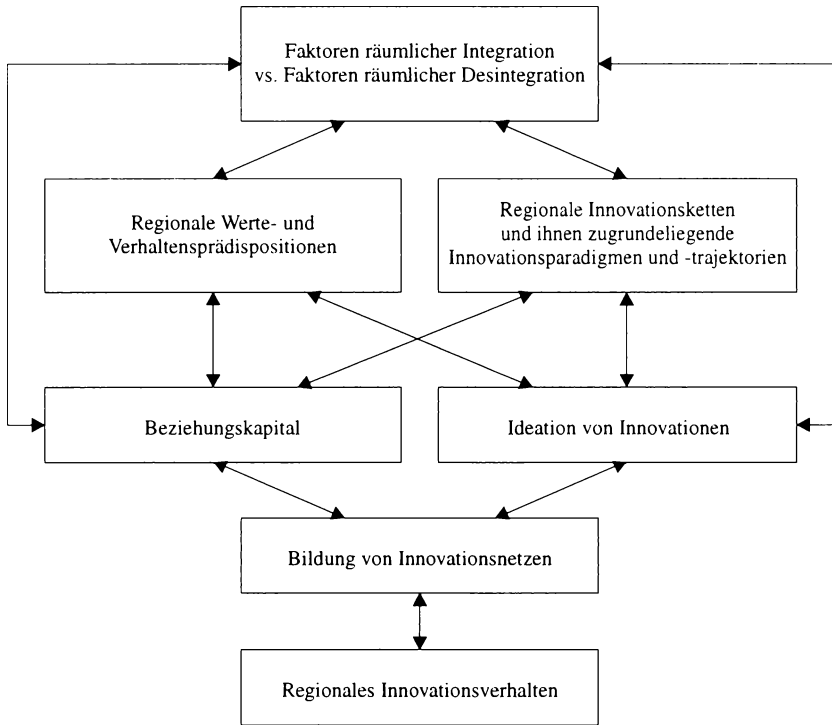 Faktoren räumlicher Integration
vs. Faktoren räumlicher Desintegration
Regionale Werte- und
Verhaltensprädispositionen
Regionale Innovationsketten
und ihnen zugrundeliegende
Innovationsparadigmen und -trajektorien
Beziehungskapital
Ideation von Innovationen
Bildung von Innovationsnetzen
Regionales Innovationsverhalten